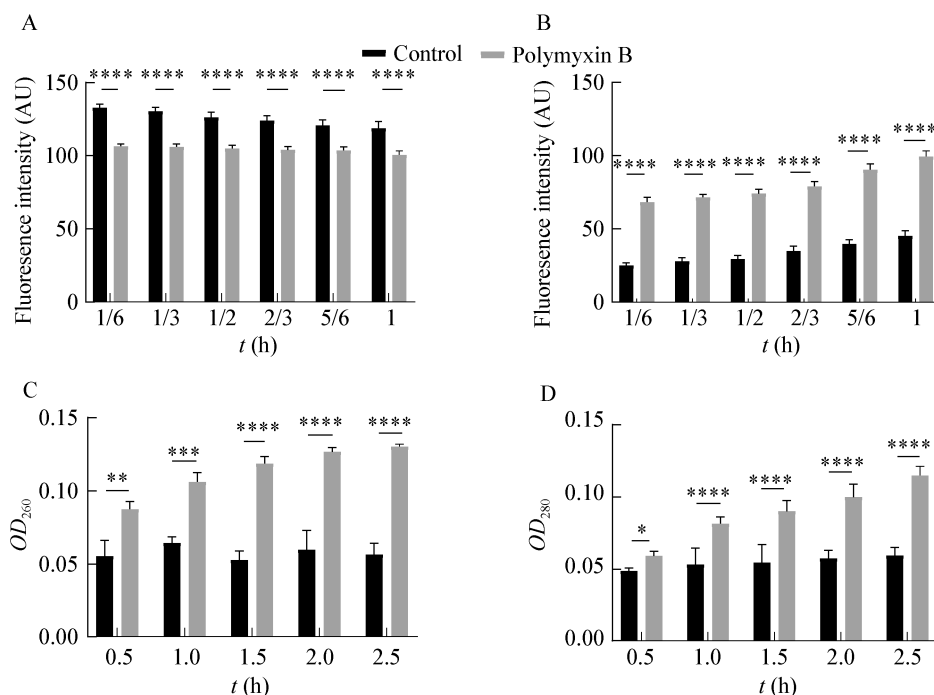 A
B
Control Polymyxin B
**** **** **** **** **** ****
**** **** **** **** **** ****
Fluoresence intensity (AU)
150
100
50
0
1/6 1/3 1/2 2/3 5/6 1
t (h)
Fluoresence intensity (AU)
150
100
50
0
1/6 1/3 1/2 2/3 5/6 1
t (h)
C
D
** *** **** **** ****
OD260
0.15
0.10
0.05
0.00
0.5 1.0 1.5 2.0 2.5
t (h)
* **** **** **** ****
OD280
0.15
0.10
0.05
0.00
0.5 1.0 1.5 2.0 2.5
t (h)